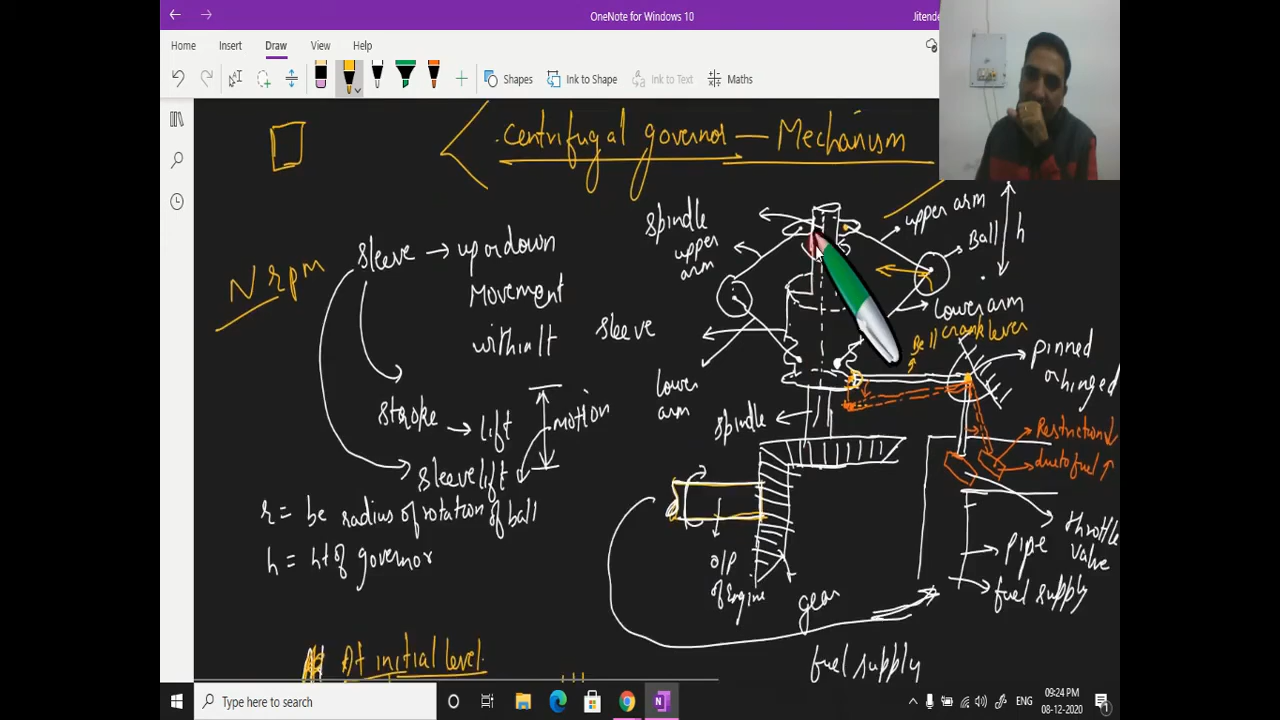 OneNote for Windows 10
Jitende
Home Insert Draw View Help
Shapes Ink to Shape Ink to Text Maths
Centrifugal governor — Mechanism
N rpm
sleeve → up or down
Movement
within it
stroke → lift
motion
sleeve lift
r = be radius of rotation of ball
h = ht of governor
At initial level
spindle
upper
arm
upper arm
Ball
h
Lower arm
sleeve
lower
arm
Bell crank lever
pinned
or hinged
spindle
Restriction↓
due to fuel ↑
throttle
valve
pipe
fuel supply
O/P
of Engine
gear
fuel supply
Type here to search
ENG
09:24 PM
08-12-2020
1